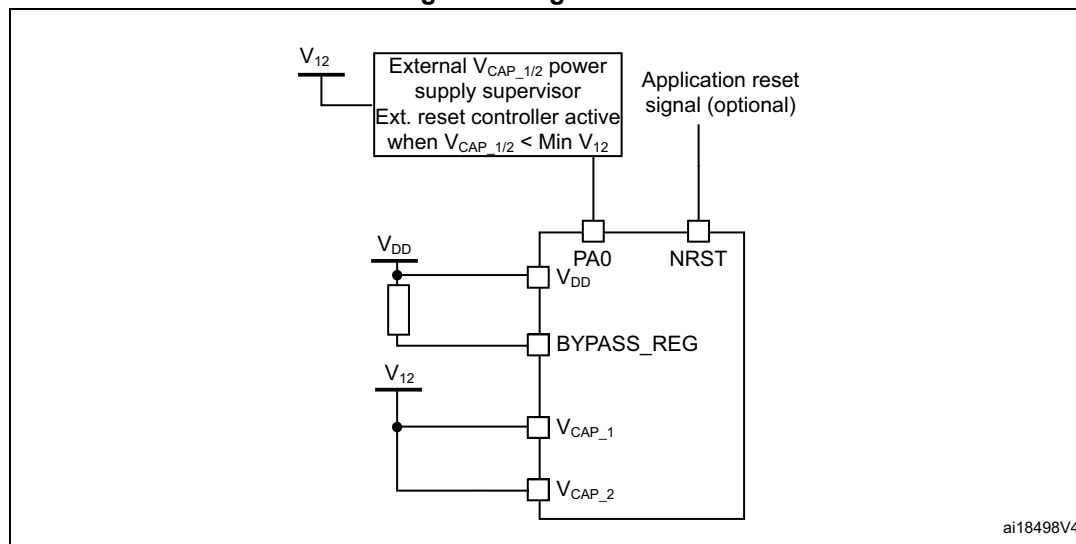 V12
External VCAP_1/2 power
supply supervisor
Ext. reset controller active
when VCAP_1/2 < Min V12
Application reset
signal (optional)
PA0
NRST
VDD
VDD
BYPASS_REG
V12
VCAP_1
VCAP_2
ai18498V4